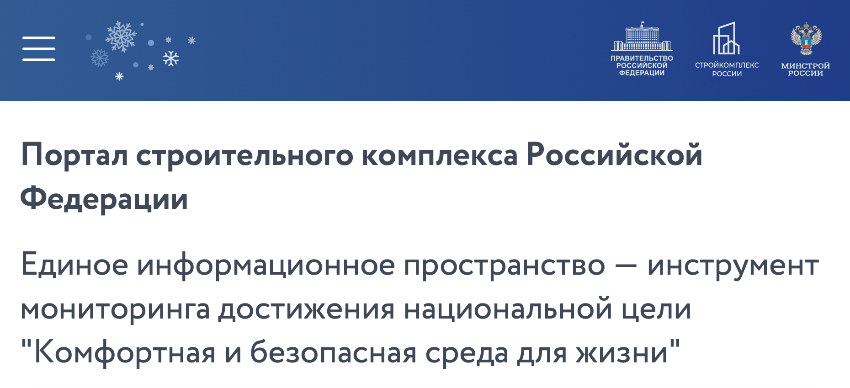 ПРАВИТЕЛЬСТВО
РОССИЙСКОЙ
ФЕДЕРАЦИИ
СТРОЙКОМПЛЕКС
РОССИИ
МИНСТРОЙ
РОССИИ
Портал строительного комплекса Российской
Федерации
Единое информационное пространство — инструмент
мониторинга достижения национальной цели
"Комфортная и безопасная среда для жизни"